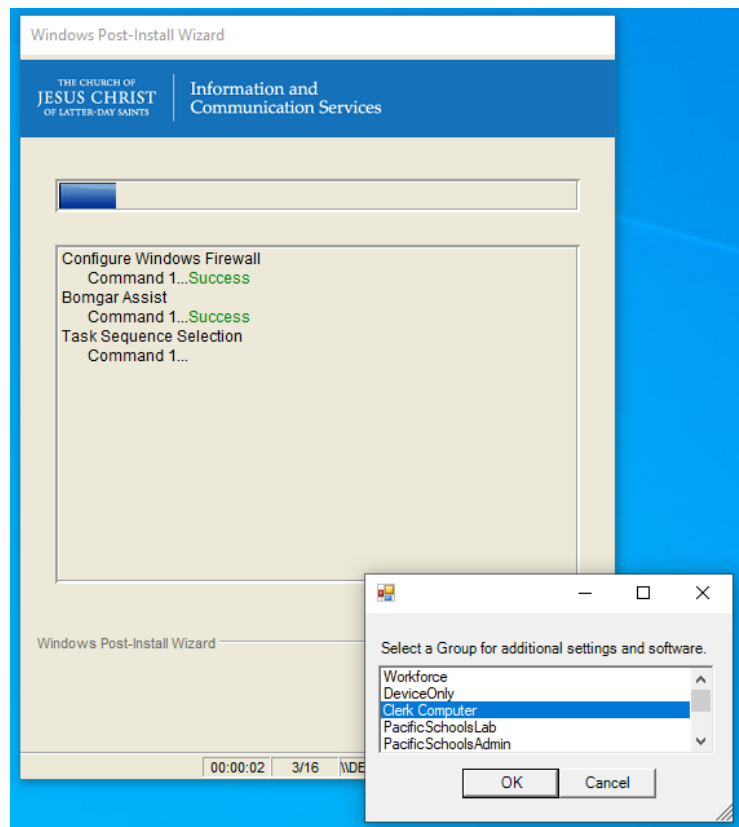 Windows Post-Install Wizard
THE CHURCH OF
JESUS CHRIST
OF LATTER-DAY SAINTS
Information and
Communication Services
Configure Windows Firewall
Command 1...Success
Bomgar Assist
Command 1...Success
Task Sequence Selection
Command 1...
Windows Post-Install Wizard
00:00:02 3/16 \\DE
Select a Group for additional settings and software.
Workforce
DeviceOnly
Clerk Computer
PacificSchoolsLab
PacificSchoolsAdmin
OK Cancel